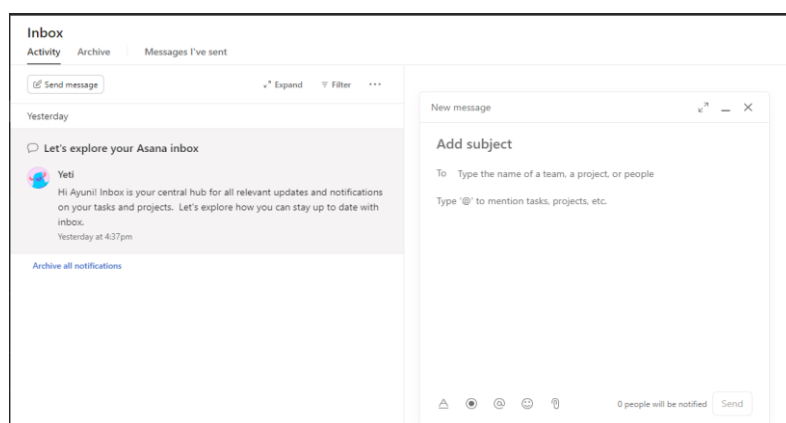 Inbox
Activity Archive Messages I've sent
Send message Expand Filter ...
Yesterday
Let's explore your Asana inbox
Yeti
Hi Ayuni! Inbox is your central hub for all relevant updates and notifications
on your tasks and projects. Let's explore how you can stay up to date with
inbox.
Yesterday at 4:37pm
Archive all notifications
New message
Add subject
To Type the name of a team, a project, or people
Type '@' to mention tasks, projects, etc.
0 people will be notified Send